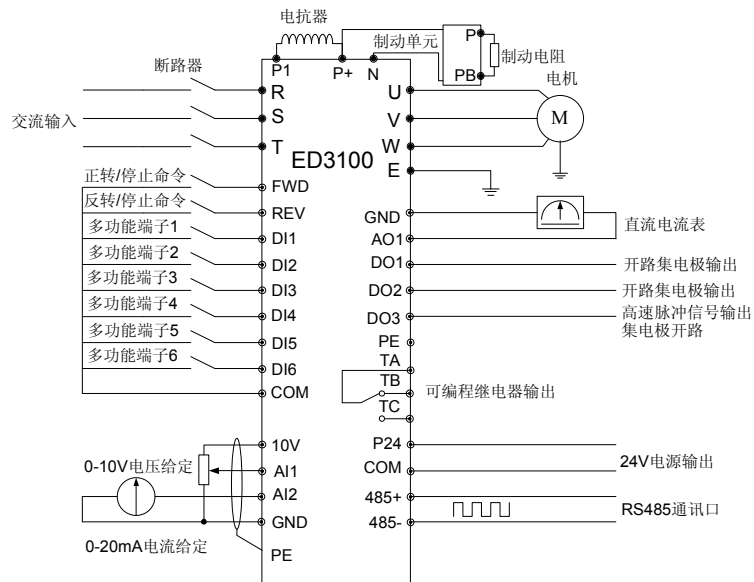 电抗器
P1
P+
N
制动单元
P
PB
制动电阻
断路器
电机
R
S
T
交流输入
U
V
W
E
M
ED3100
正转/停止命令
FWD
反转/停止命令
REV
多功能端子1
DI1
多功能端子2
DI2
多功能端子3
DI3
多功能端子4
DI4
多功能端子5
DI5
多功能端子6
DI6
COM
10V
0-10V电压给定
AI1
AI2
GND
0-20mA电流给定
PE
GND
AO1
直流电流表
DO1
开路集电极输出
DO2
开路集电极输出
DO3
高速脉冲信号输出
集电极开路
PE
TA
TB
TC
可编程继电器输出
P24
COM
24V电源输出
485+
485-
RS485通讯口